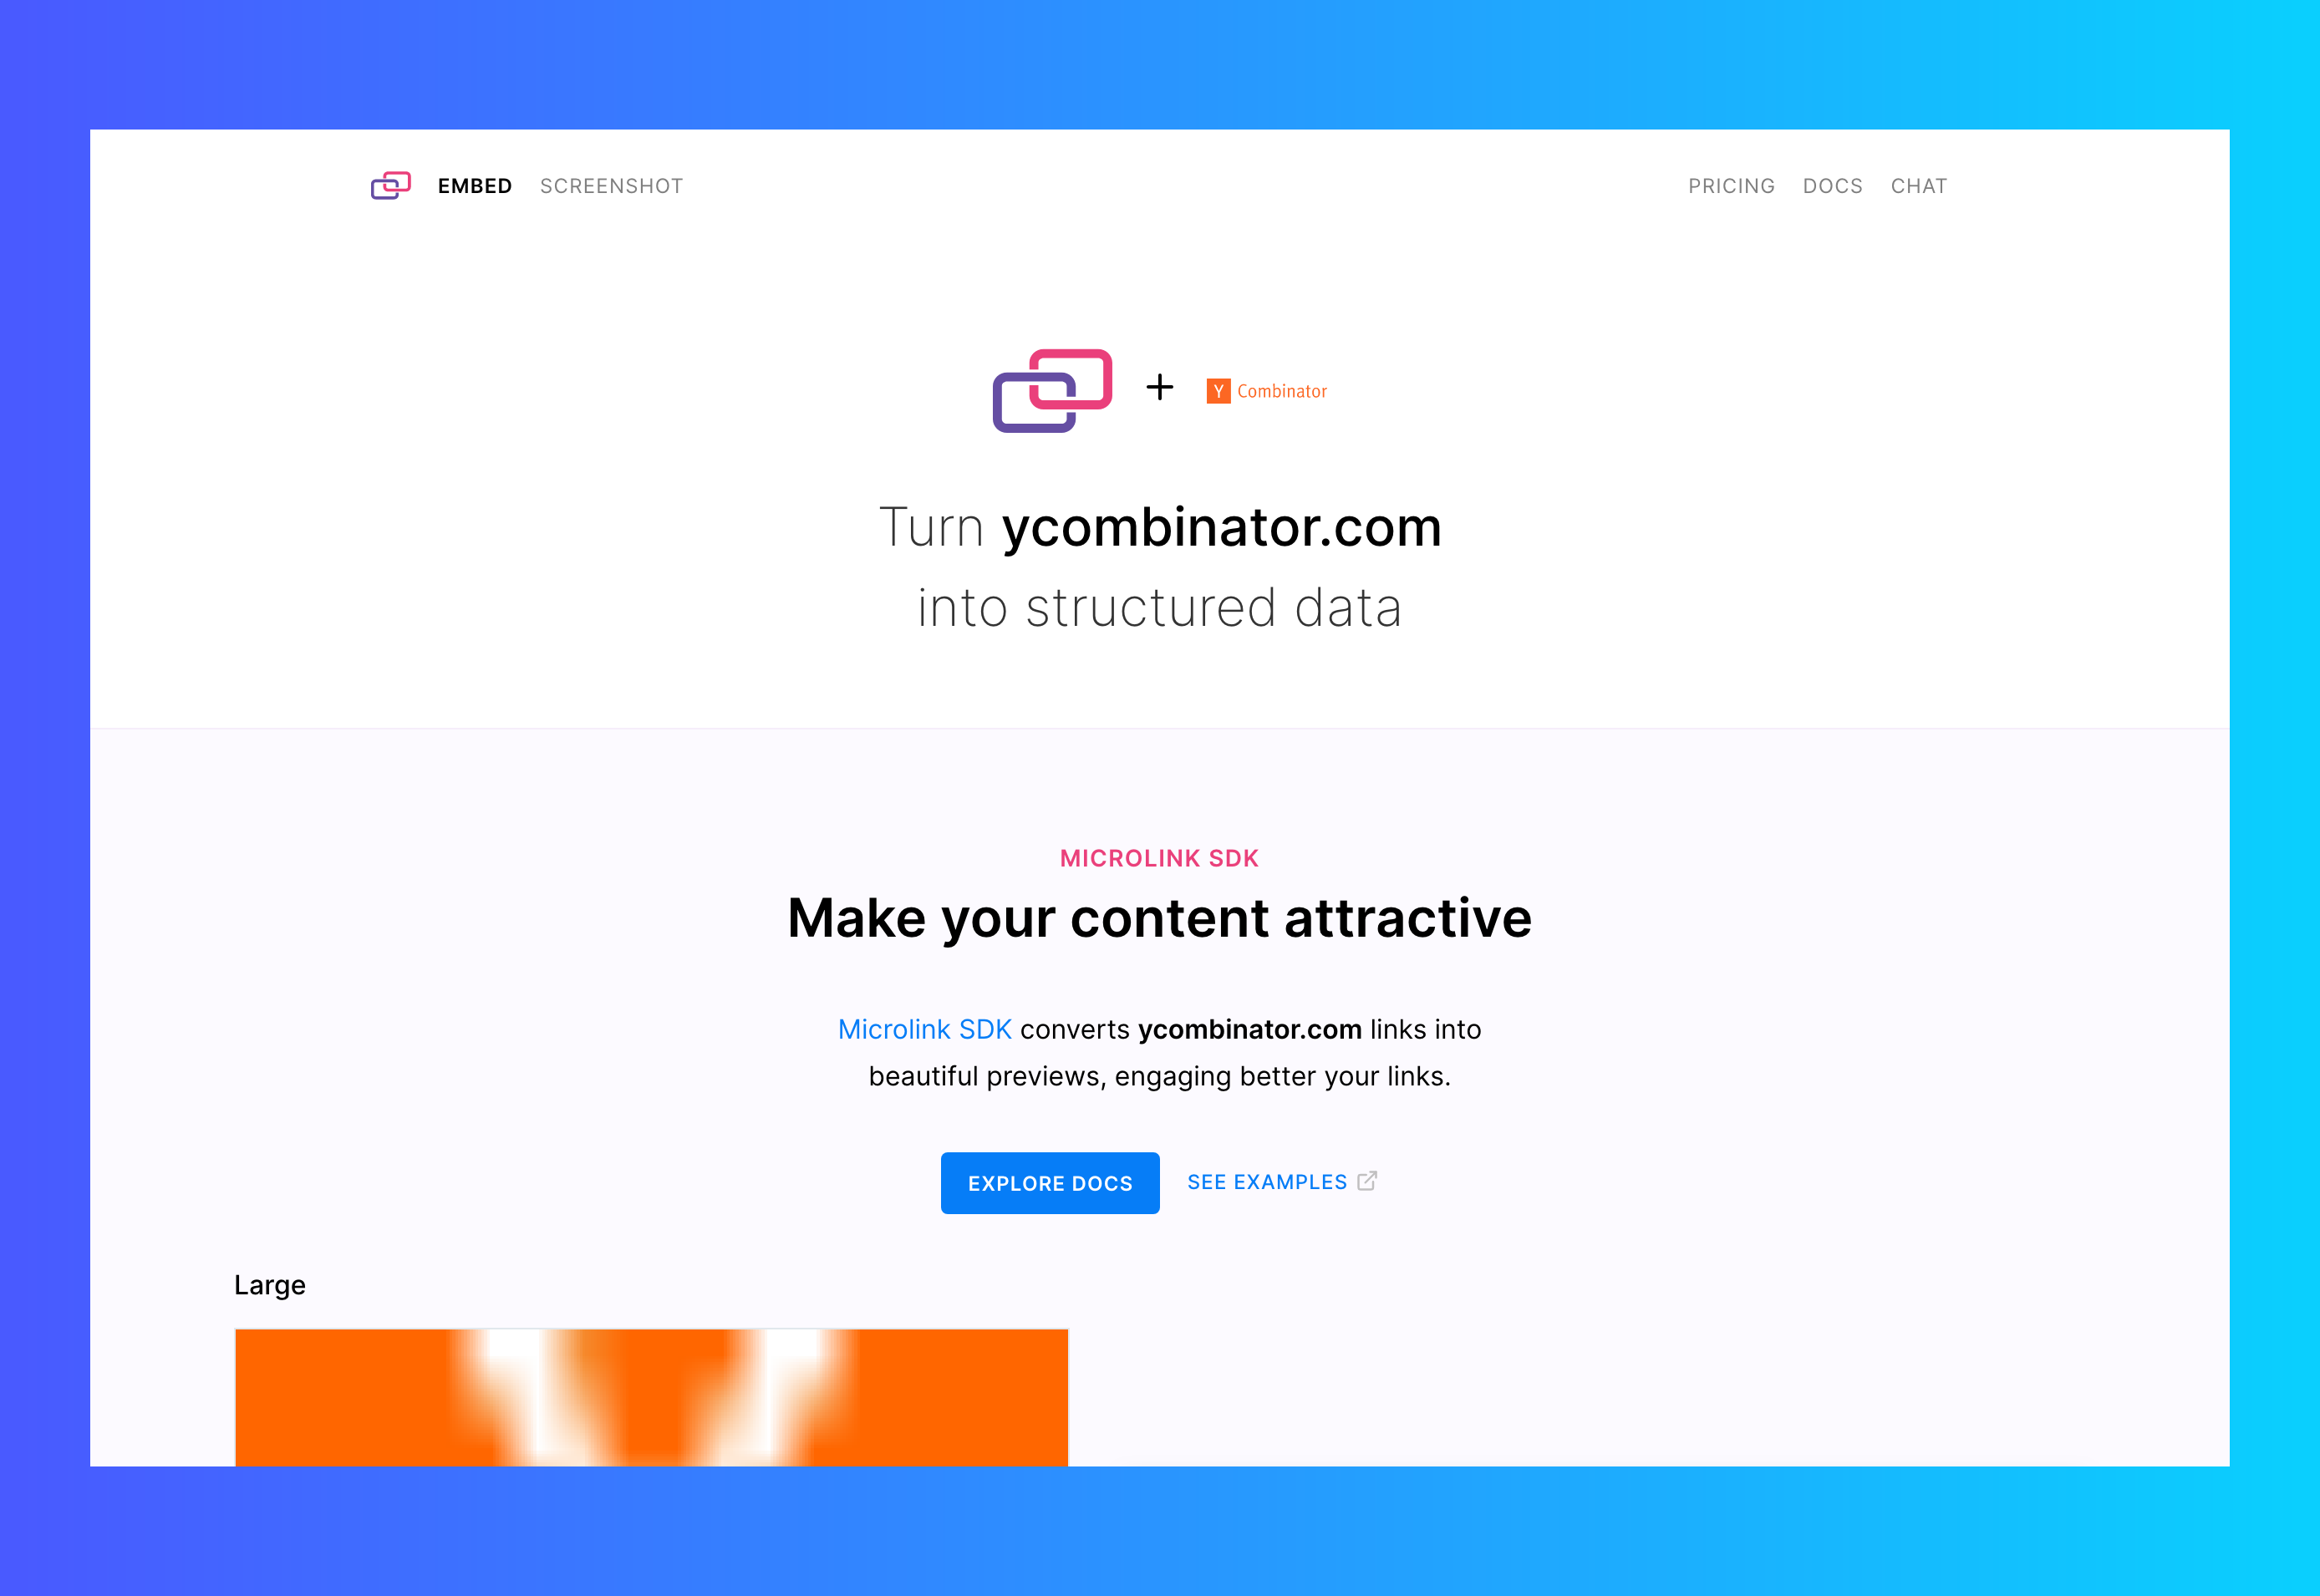 EMBED SCREENSHOT PRICING DOCS CHAT
+ Y Combinator
Turn ycombinator.com
into structured data
MICROLINK SDK
Make your content attractive
Microlink SDK converts ycombinator.com links into
beautiful previews, engaging better your links.
EXPLORE DOCS SEE EXAMPLES
Large